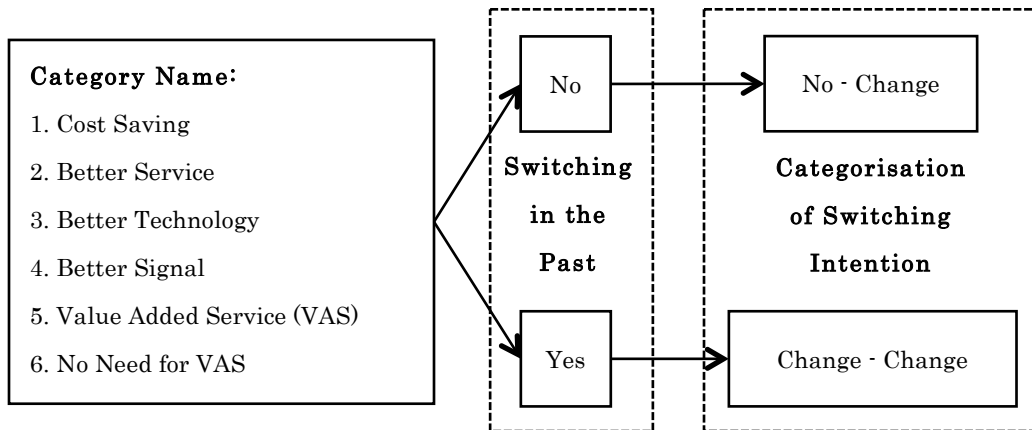 Category Name:
1. Cost Saving
2. Better Service
3. Better Technology
4. Better Signal
5. Value Added Service (VAS)
6. No Need for VAS
No
Switching
in the
Past
Yes
No - Change
Categorisation
of Switching
Intention
Change - Change